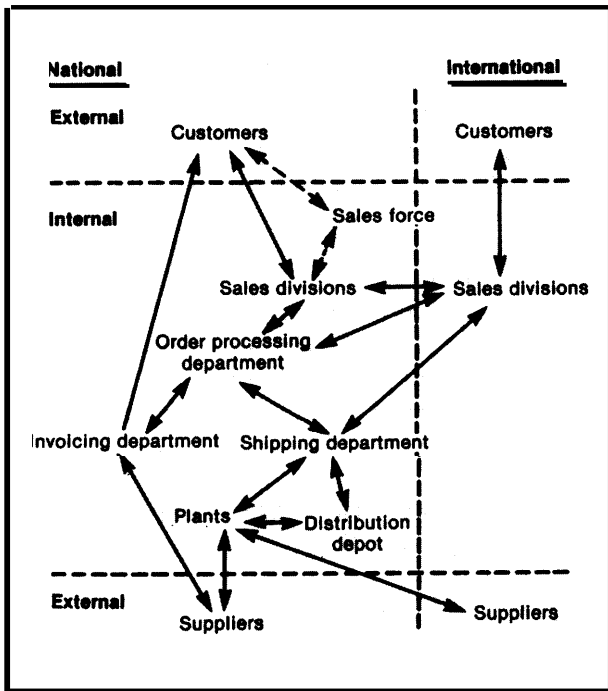 National
International
External
Customers
Customers
Internal
Sales force
Sales divisions
Sales divisions
Order processing
department
Invoicing department
Shipping department
Plants
Distribution
depot
External
Suppliers
Suppliers